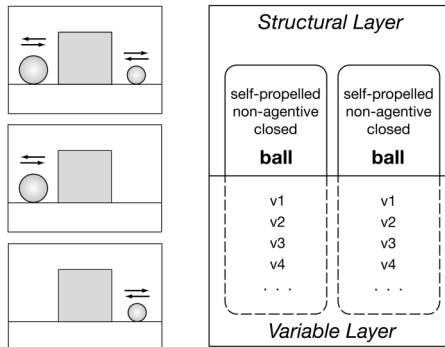 Structural Layer
self-propelled
non-agentive
closed
ball
v1
v2
v3
v4
. . .
self-propelled
non-agentive
closed
ball
v1
v2
v3
v4
. . .
Variable Layer